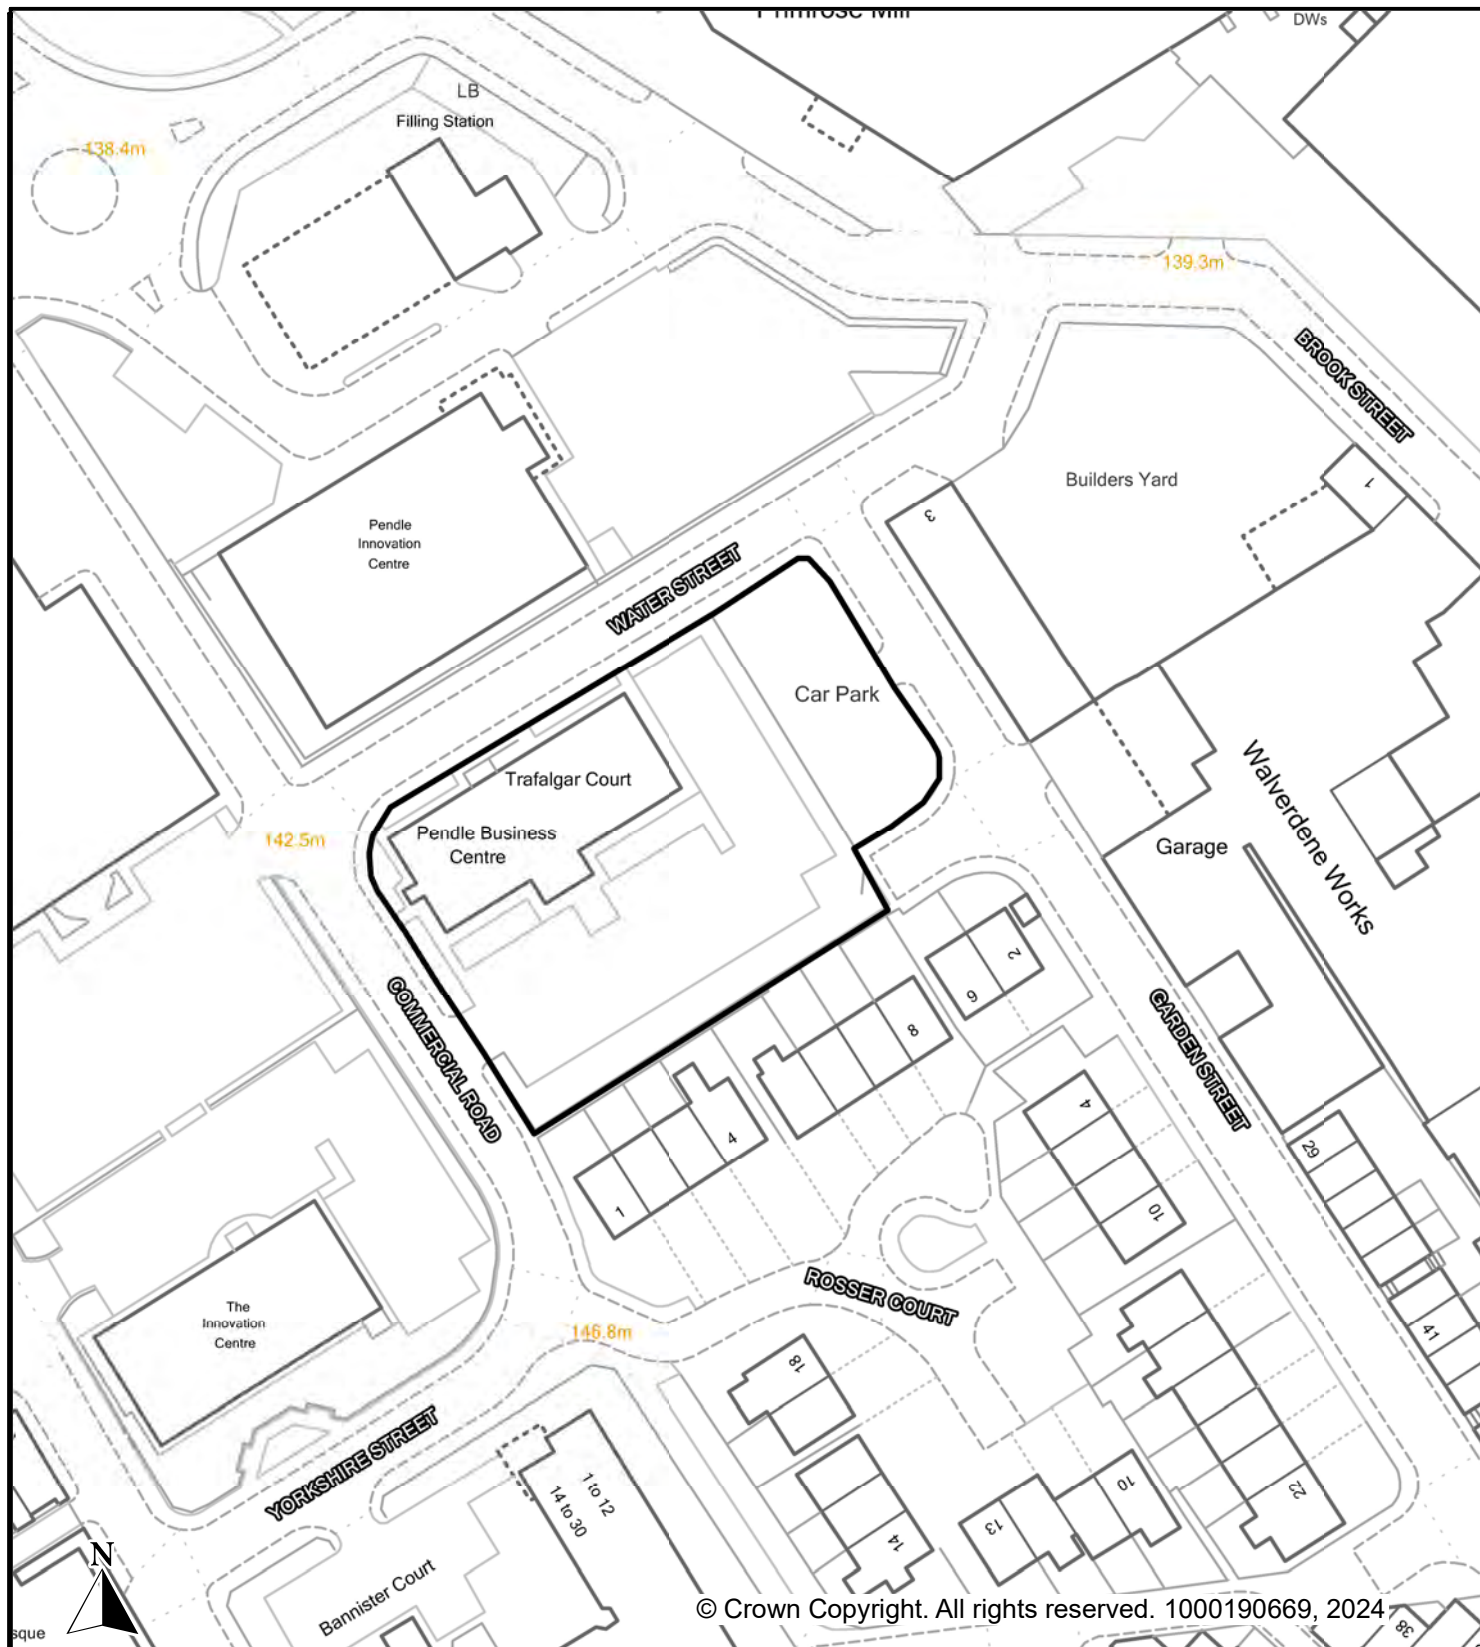 Primrose Mill
DWs
LB
Filling Station
138.4m
139.3m
BROOK STREET
Builders Yard
1
3
Pendle
Innovation
Centre
WATER STREET
Car Park
Trafalgar Court
Pendle Business
Centre
142.5m
Walverdene Works
Garage
2
6
8
4
1
COMMERCIAL ROAD
GARDEN STREET
4
10
29
41
ROSSER COURT
The
Innovation
Centre
146.8m
18
YORKSHIRE STREET
1 to 12
14 to 30
14
13
10
22
Bannister Court
N
sque
38
© Crown Copyright. All rights reserved. 1000190669, 2024